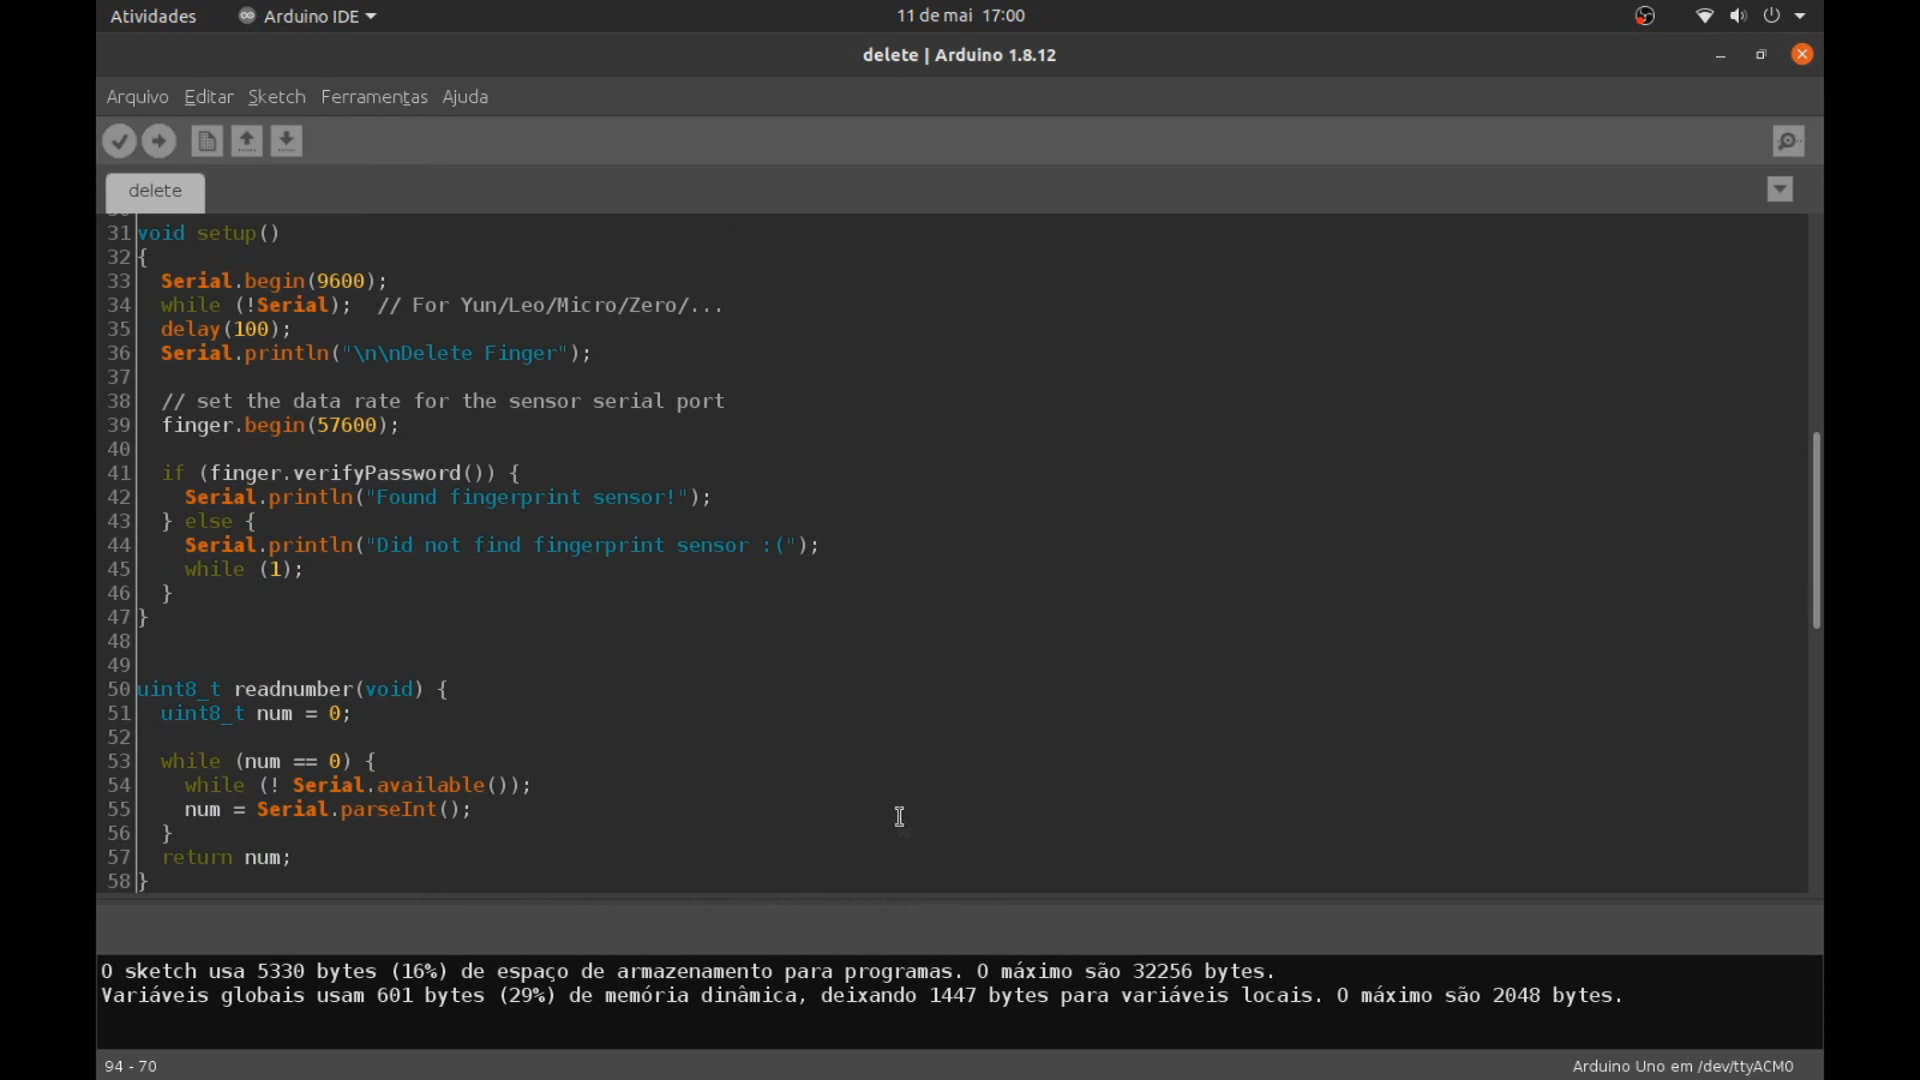 Atividades Arduino IDE 11 de mai 17:00
delete | Arduino 1.8.12
Arquivo Editar Sketch Ferramentas Ajuda
delete
31 void setup()
32 {
33   Serial.begin(9600);
34   while (!Serial);  // For Yun/Leo/Micro/Zero/...
35   delay(100);
36   Serial.println("\n\nDelete Finger");
37
38   // set the data rate for the sensor serial port
39   finger.begin(57600);
40
41   if (finger.verifyPassword()) {
42     Serial.println("Found fingerprint sensor!");
43   } else {
44     Serial.println("Did not find fingerprint sensor :(");
45     while (1);
46   }
47 }
48
49
50 uint8_t readnumber(void) {
51   uint8_t num = 0;
52
53   while (num == 0) {
54     while (! Serial.available());
55     num = Serial.parseInt();
56   }
57   return num;
58 }
O sketch usa 5330 bytes (16%) de espaço de armazenamento para programas. O máximo são 32256 bytes.
Variáveis globais usam 601 bytes (29%) de memória dinâmica, deixando 1447 bytes para variáveis locais. O máximo são 2048 bytes.
94 - 70 Arduino Uno em /dev/ttyACM0